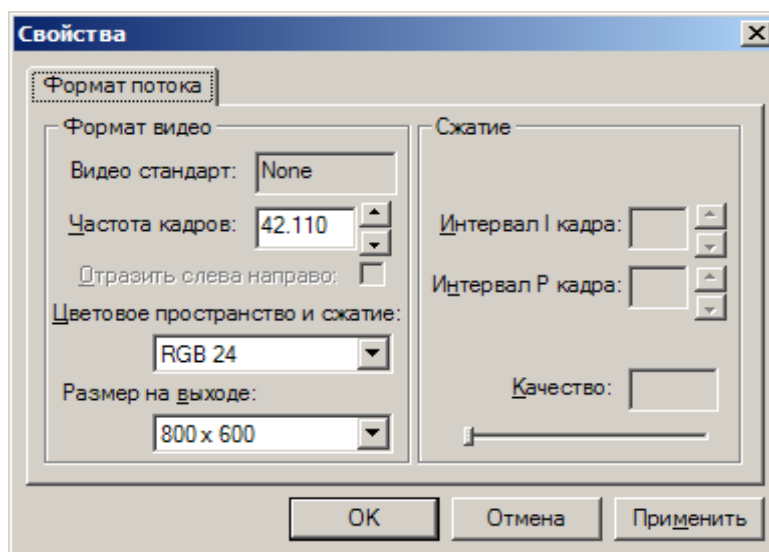 Свойства
Формат потока
Формат видео
Видео стандарт: None
Частота кадров: 42.110
Отразить слева направо:
Цветовое пространство и сжатие:
RGB 24
Размер на выходе:
800 x 600
Сжатие
Интервал I кадра:
Интервал P кадра:
Качество:
OK Отмена Применить